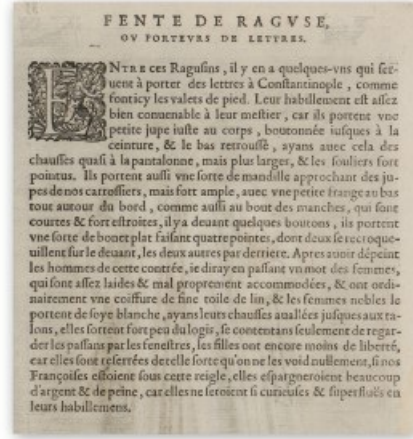 FENTE DE RAGVSE,
OV PORTEVRS DE LETTRES.
ENTRE ces Ragusins, il y en a quelques-vns qui ser-
uent à porter des lettres à Constantinople, comme
font icy les valets de pied. Leur habillement est assez
bien conuenable à leur mestier, car ils portent vne
petite jupe iuste au corps, boutonnée iusques à la
ceinture, & le bas retroussé, ayans auec cela des
chausses quasi à la pantalonne, mais plus larges, & les souliers fort
pointus. Ils portent aussi vne sorte de mandille approchant des ju-
pes de nos carrossiers, mais fort ample, auec vne petite frange au bas
tout autour du bord, comme aussi au bout des manches, qui sont
courtes & fort estroites, il y a deuant quelques boutons, ils portent
vne sorte de bonet plat faisant quatre pointes, dont deux se recroque-
uillent sur le deuant, les deux autres par derriere. Apres auoir dépeint
les hommes de cette contrée, ie diray en passant vn mot des femmes,
qui sont assez laides & mal proprement accommodées, & ont ordi-
nairement vne coiffure de fine toile de lin, & les femmes nobles le
portent de soye blanche, ayans leurs chausses auallées jusques aux ta-
lons, elles sortent fort peu du logis, se contentans seulement de regar-
der les passans par les fenestres, les filles ont encore moins de liberté,
car elles sont resserrées de telle sorte qu'on ne les void nullement, si nos
Françoises estoient sous cette reigle, elles espargneroient beaucoup
d'argent & de peine, car elles ne seroient si curieuses & superfluës en
leurs habillemens.